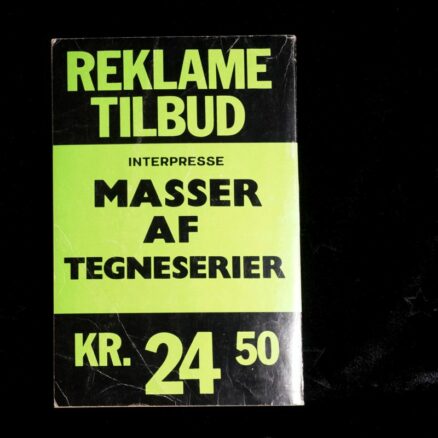 REKLAME
TILBUD
INTERPRESSE
MASSER
AF
TEGNESERIER
KR. 24 50